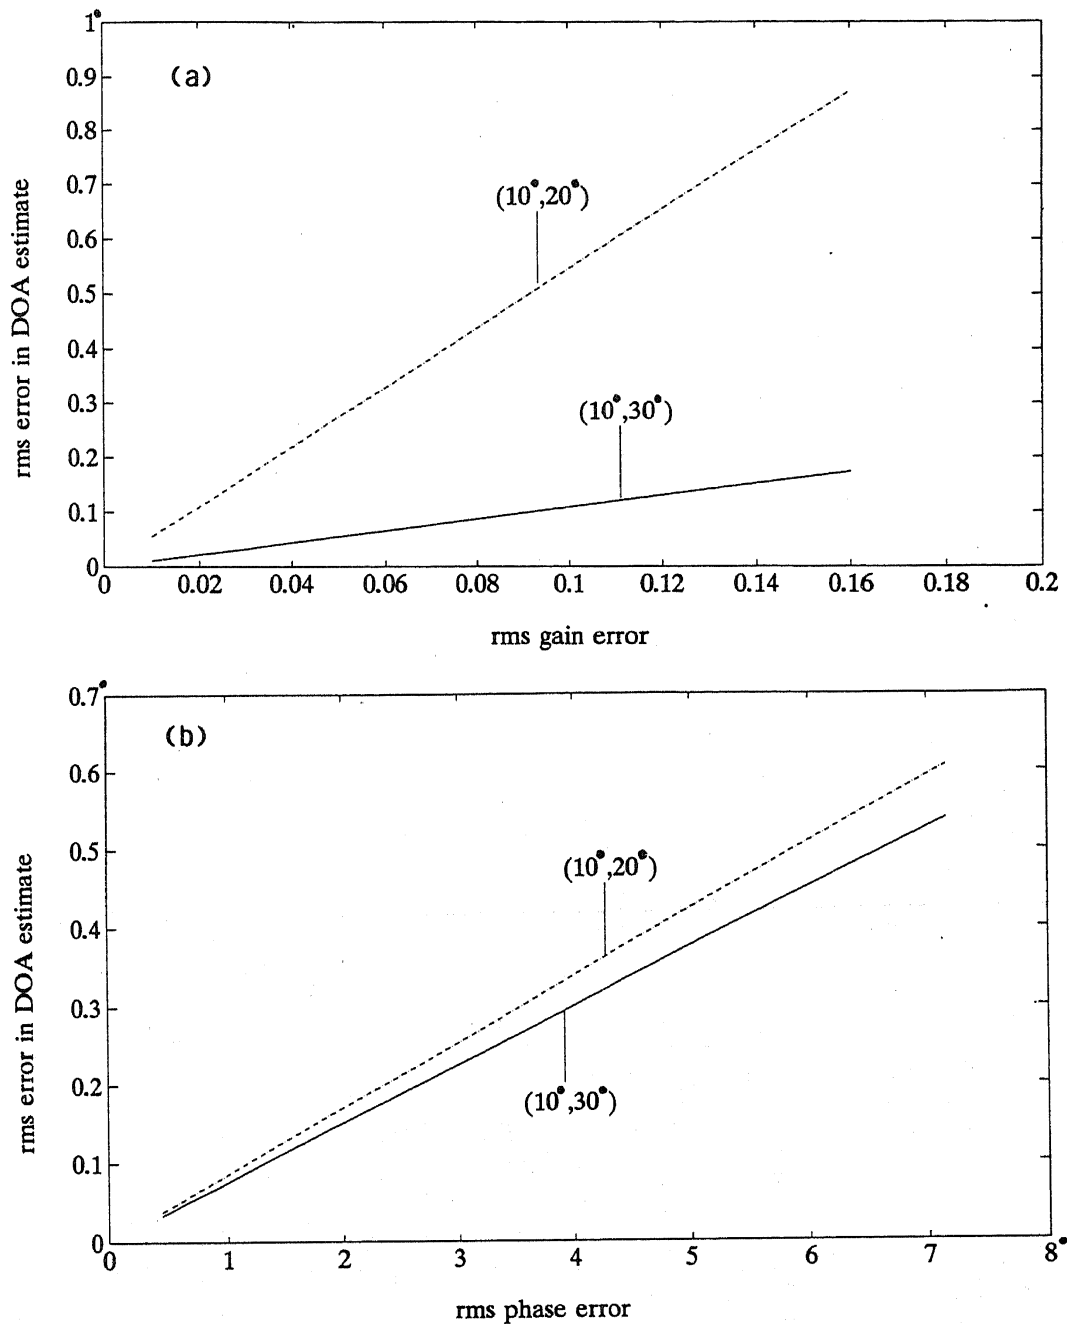 1°
(a)
0.9
0.8
0.7
0.6
0.5
0.4
0.3
0.2
0.1
0
rms error in DOA estimate
(10°,20°)
(10°,30°)
0 0.02 0.04 0.06 0.08 0.1 0.12 0.14 0.16 0.18 0.2
rms gain error
0.7°
(b)
0.6
0.5
0.4
0.3
0.2
0.1
0
rms error in DOA estimate
(10°,20°)
(10°,30°)
0 1 2 3 4 5 6 7 8°
rms phase error